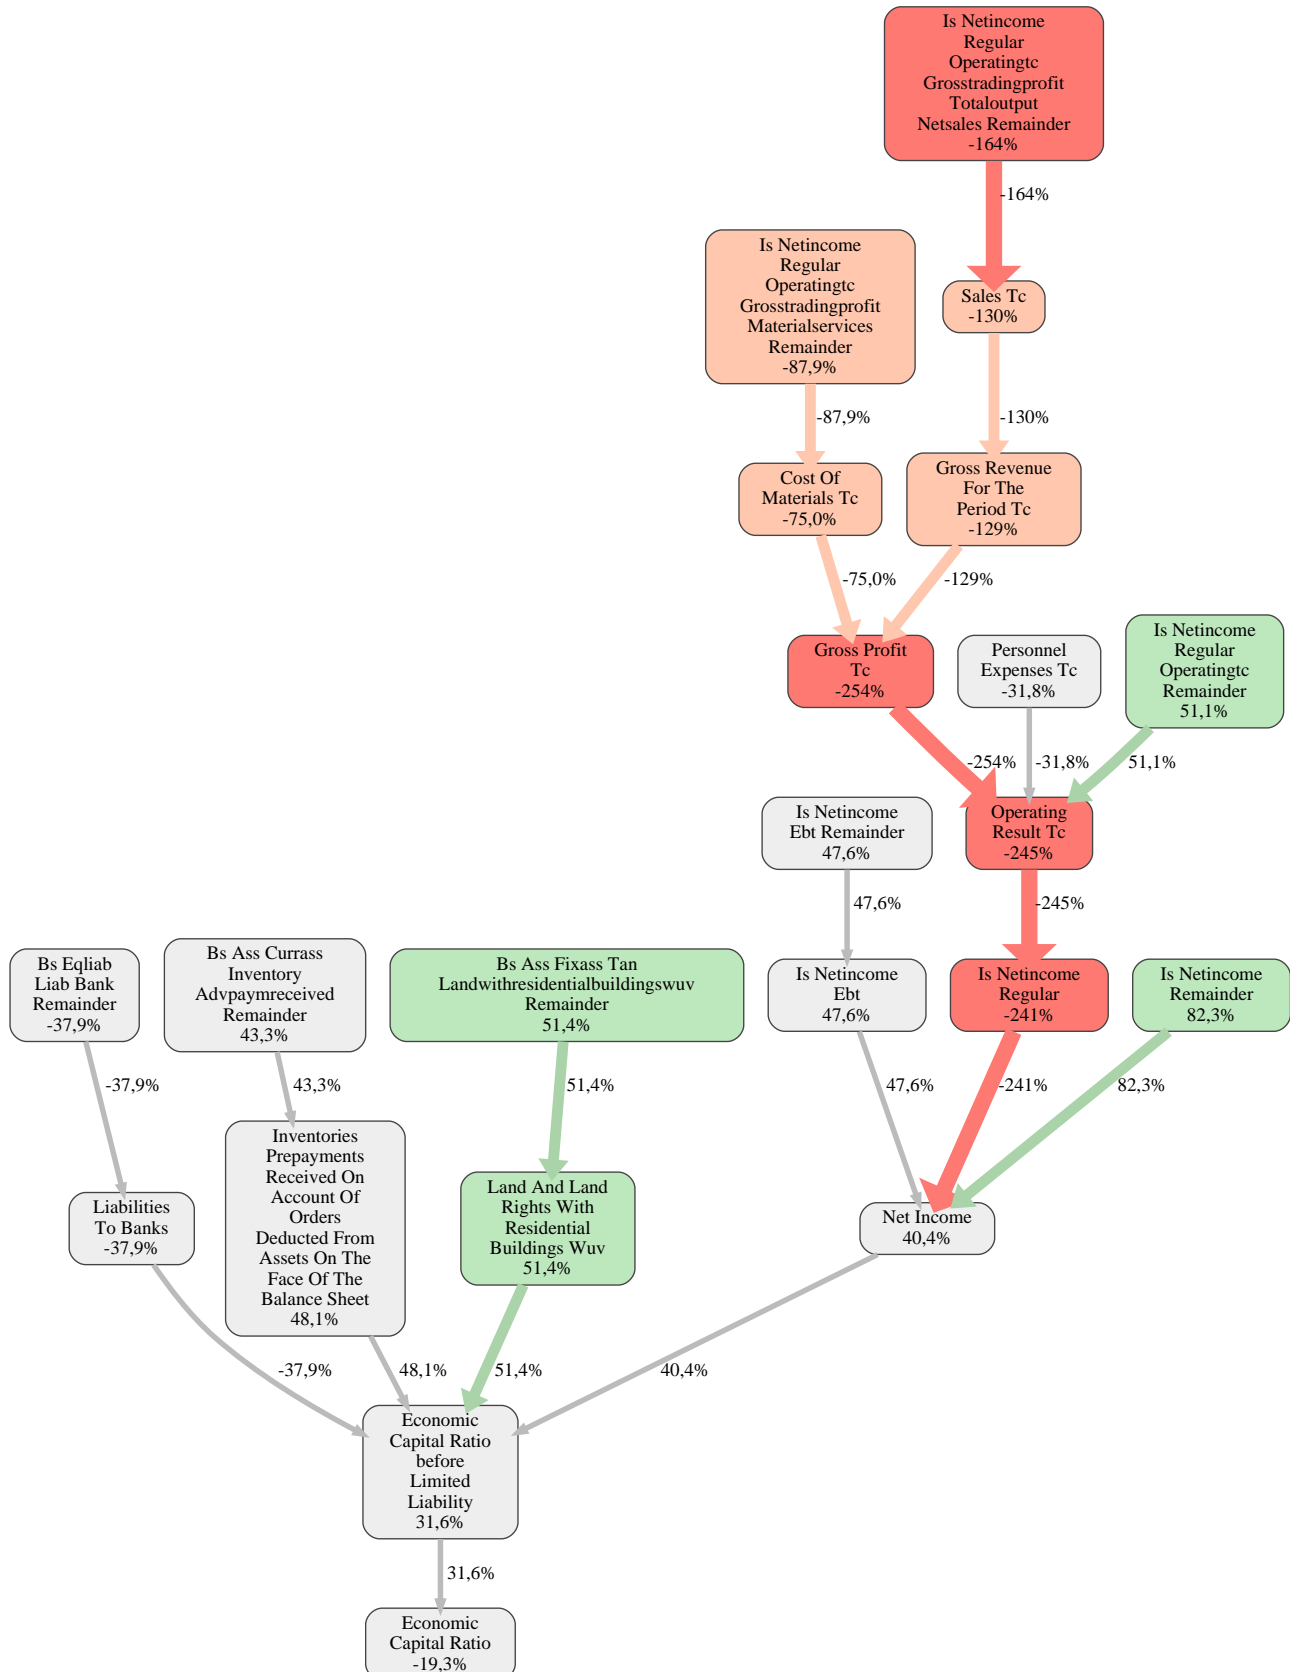 Is Netincome
Regular
Operatingtc
Grosstradingprofit
Totaloutput
Netsales Remainder
-164%
-164%
Is Netincome
Regular
Operatingtc
Grosstradingprofit
Materialservices
Remainder
-87,9%
Sales Tc
-130%
-87,9%
-130%
Cost Of
Materials Tc
-75,0%
Gross Revenue
For The
Period Tc
-129%
-75,0%
-129%
Gross Profit
Tc
-254%
Personnel
Expenses Tc
-31,8%
Is Netincome
Regular
Operatingtc
Remainder
51,1%
-254%
-31,8%
51,1%
Is Netincome
Ebt Remainder
47,6%
Operating
Result Tc
-245%
47,6%
-245%
Bs Eqliab
Liab Bank
Remainder
-37,9%
Bs Ass Currass
Inventory
Advpaymreceived
Remainder
43,3%
Bs Ass Fixass Tan
Landwithresidentialbuildingswuv
Remainder
51,4%
Is Netincome
Ebt
47,6%
Is Netincome
Regular
-241%
Is Netincome
Remainder
82,3%
-37,9%
43,3%
51,4%
47,6%
-241%
82,3%
Liabilities
To Banks
-37,9%
Inventories
Prepayments
Received On
Account Of
Orders
Deducted From
Assets On The
Face Of The
Balance Sheet
48,1%
Land And Land
Rights With
Residential
Buildings Wuv
51,4%
Net Income
40,4%
-37,9%
48,1%
51,4%
40,4%
Economic
Capital Ratio
before
Limited
Liability
31,6%
31,6%
Economic
Capital Ratio
-19,3%